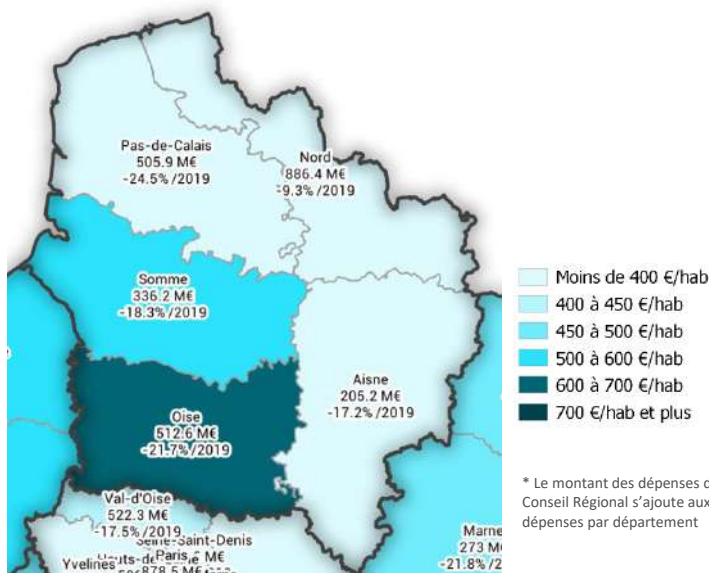 Pas-de-Calais
505.9 M€
-24.5% /2019
Nord
886.4 M€
-9.3% /2019
Somme
336.2 M€
-18.3% /2019
Aisne
205.2 M€
-17.2% /2019
Oise
512.6 M€
-21.7% /2019
Val-d'Oise
522.3 M€
-17.5% /2019
Seine-Saint-Denis
Paris
M€
Yvelines
878.5 M€
Marne
273 M€
-21.8% /2
Moins de 400 €/hab
400 à 450 €/hab
450 à 500 €/hab
500 à 600 €/hab
600 à 700 €/hab
700 €/hab et plus
* Le montant des dépenses d
Conseil Régional s'ajoute aux
dépenses par département